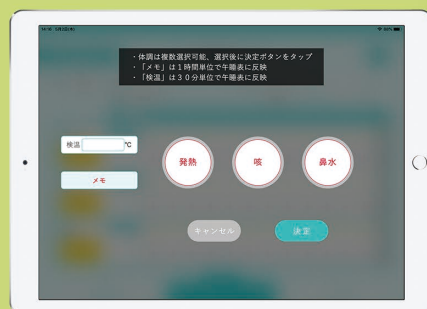 ・体調は複数選択可能、選択後に決定ボタンをタップ
・「メモ」は1時間単位で午睡表に反映
・「検温」は３０分単位で午睡表に反映
検温 ℃
発熱
咳
鼻水
メモ
キャンセル
決定